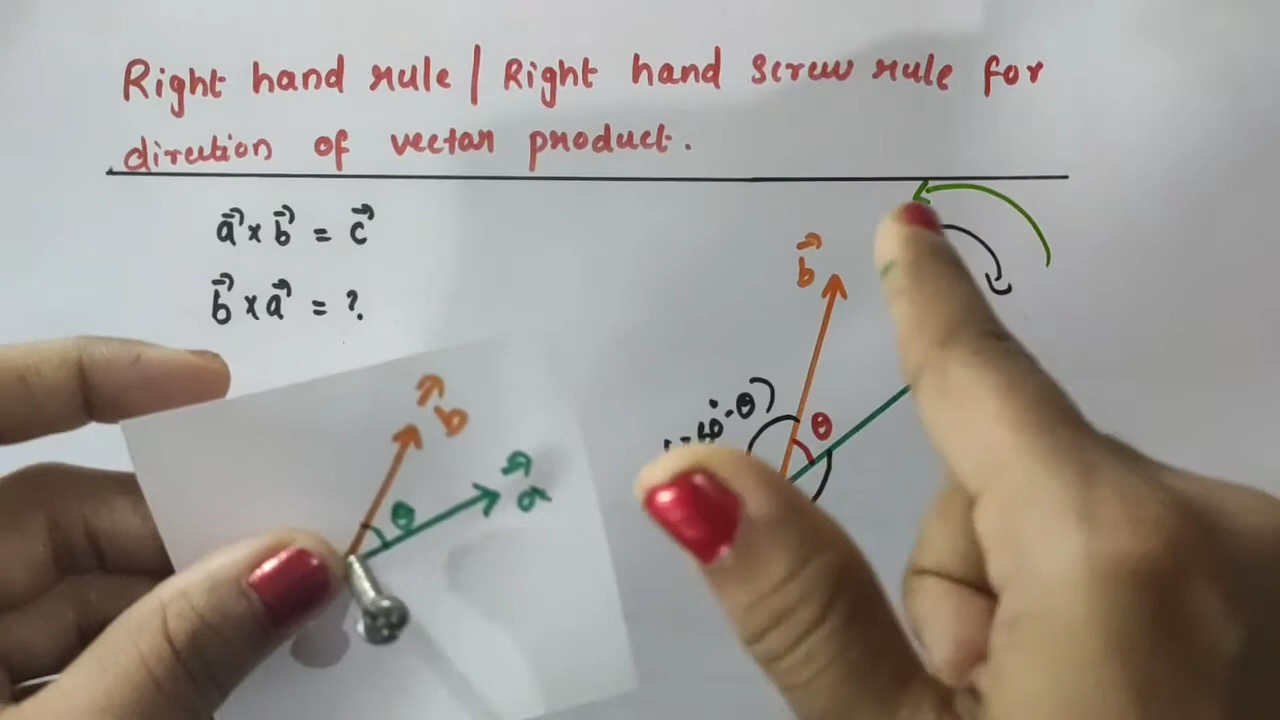 Right hand rule / Right hand screw rule for
direction of vector product.
a⃗ × b⃗ = c⃗
b⃗ × a⃗ = ?
b⃗
θ
-θ)
b⃗
θ
a⃗